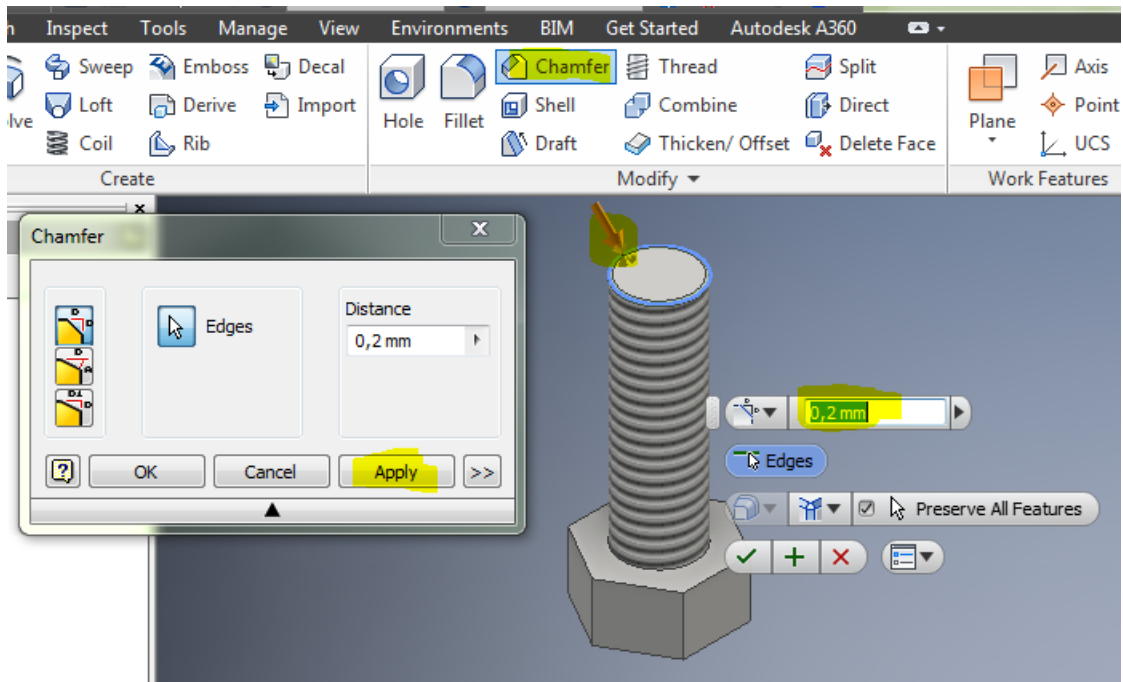 Inspect Tools Manage View Environments BIM Get Started Autodesk A360
Sweep Emboss Decal Chamfer Thread Split Axis
Loft Derive Import Hole Fillet Shell Combine Direct Plane Point
Coil Rib Draft Thicken/ Offset Delete Face UCS
Create Modify Work Features
Chamfer x
Edges
Distance
0,2 mm
OK Cancel Apply >>
0,2 mm
Edges
Preserve All Features